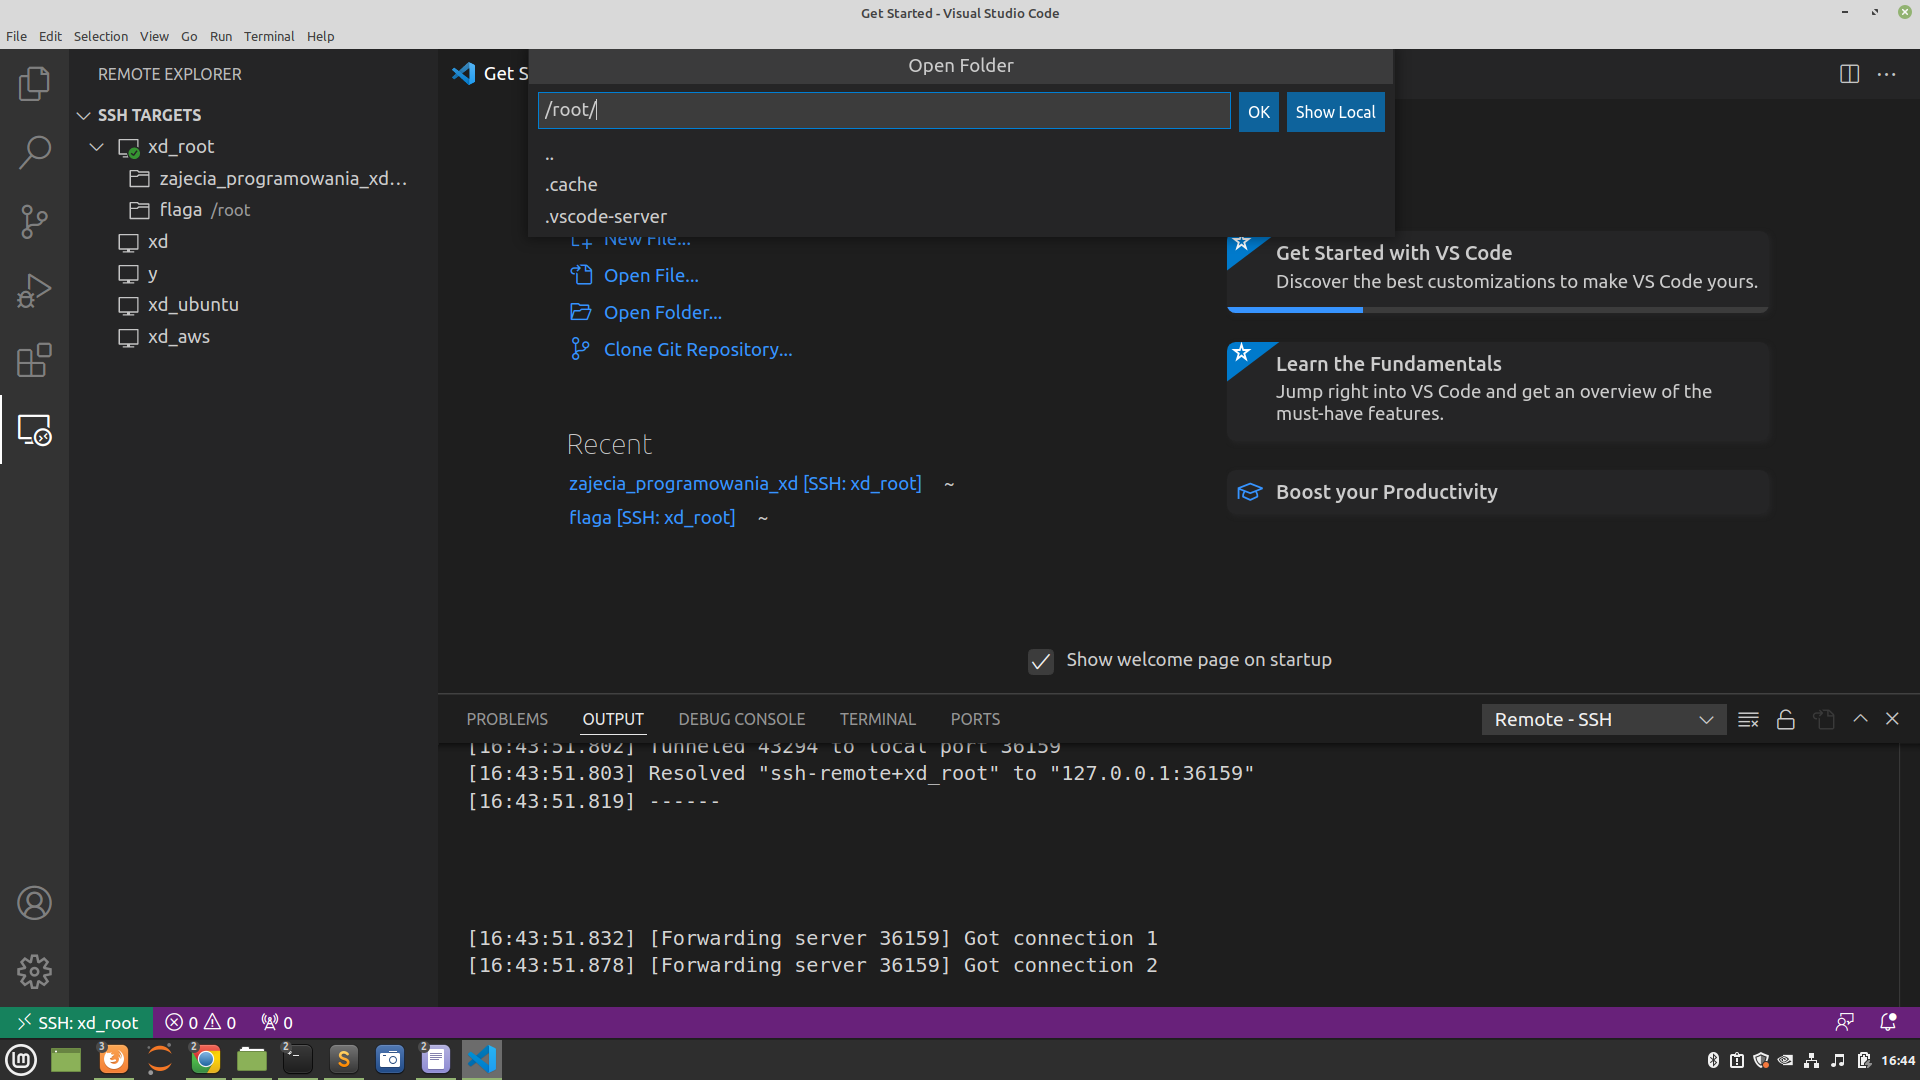 Get Started - Visual Studio Code
File Edit Selection View Go Run Terminal Help
REMOTE EXPLORER
SSH TARGETS
xd_root
zajecia_programowania_xd...
flaga /root
xd
y
xd_ubuntu
xd_aws
Get S
Open Folder
/root/
OK
Show Local
..
.cache
.vscode-server
New File...
Open File...
Open Folder...
Clone Git Repository...
Recent
zajecia_programowania_xd [SSH: xd_root] ~
flaga [SSH: xd_root] ~
Get Started with VS Code
Discover the best customizations to make VS Code yours.
Learn the Fundamentals
Jump right into VS Code and get an overview of the
must-have features.
Boost your Productivity
Show welcome page on startup
PROBLEMS OUTPUT DEBUG CONSOLE TERMINAL PORTS
Remote - SSH
[16:43:51.802] Tunneled 43294 to local port 36159
[16:43:51.803] Resolved "ssh-remote+xd_root" to "127.0.0.1:36159"
[16:43:51.819] ------
[16:43:51.832] [Forwarding server 36159] Got connection 1
[16:43:51.878] [Forwarding server 36159] Got connection 2
SSH: xd_root 0 0 0
3 2 2 S 2
16:44